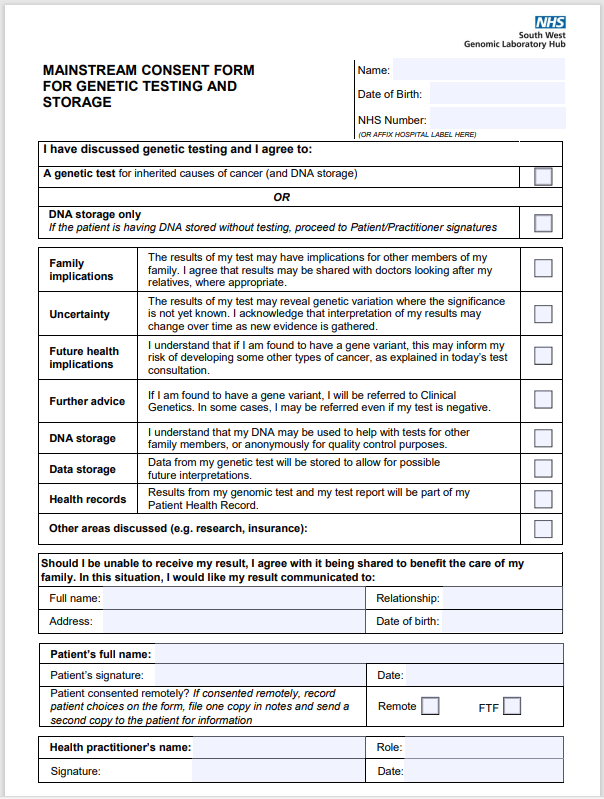 NHS
South West
Genomic Laboratory Hub
MAINSTREAM CONSENT FORM
FOR GENETIC TESTING AND
STORAGE
Name:
Date of Birth:
NHS Number:
(OR AFFIX HOSPITAL LABEL HERE)
I have discussed genetic testing and I agree to:
A genetic test for inherited causes of cancer (and DNA storage)
OR
DNA storage only
If the patient is having DNA stored without testing, proceed to Patient/Practitioner signatures
Family
implications
The results of my test may have implications for other members of my
family. I agree that results may be shared with doctors looking after my
relatives, where appropriate.
Uncertainty
The results of my test may reveal genetic variation where the significance
is not yet known. I acknowledge that interpretation of my results may
change over time as new evidence is gathered.
Future health
implications
I understand that if I am found to have a gene variant, this may inform my
risk of developing some other types of cancer, as explained in today's test
consultation.
Further advice
If I am found to have a gene variant, I will be referred to Clinical
Genetics. In some cases, I may be referred even if my test is negative.
DNA storage
I understand that my DNA may be used to help with tests for other
family members, or anonymously for quality control purposes.
Data storage
Data from my genetic test will be stored to allow for possible
future interpretations.
Health records
Results from my genomic test and my test report will be part of my
Patient Health Record.
Other areas discussed (e.g. research, insurance):
Should I be unable to receive my result, I agree with it being shared to benefit the care of my
family. In this situation, I would like my result communicated to:
Full name:
Relationship:
Address:
Date of birth:
Patient's full name:
Patient's signature:
Date:
Patient consented remotely? If consented remotely, record
patient choices on the form, file one copy in notes and send a
second copy to the patient for information
Remote
FTF
Health practitioner's name:
Role:
Signature:
Date: